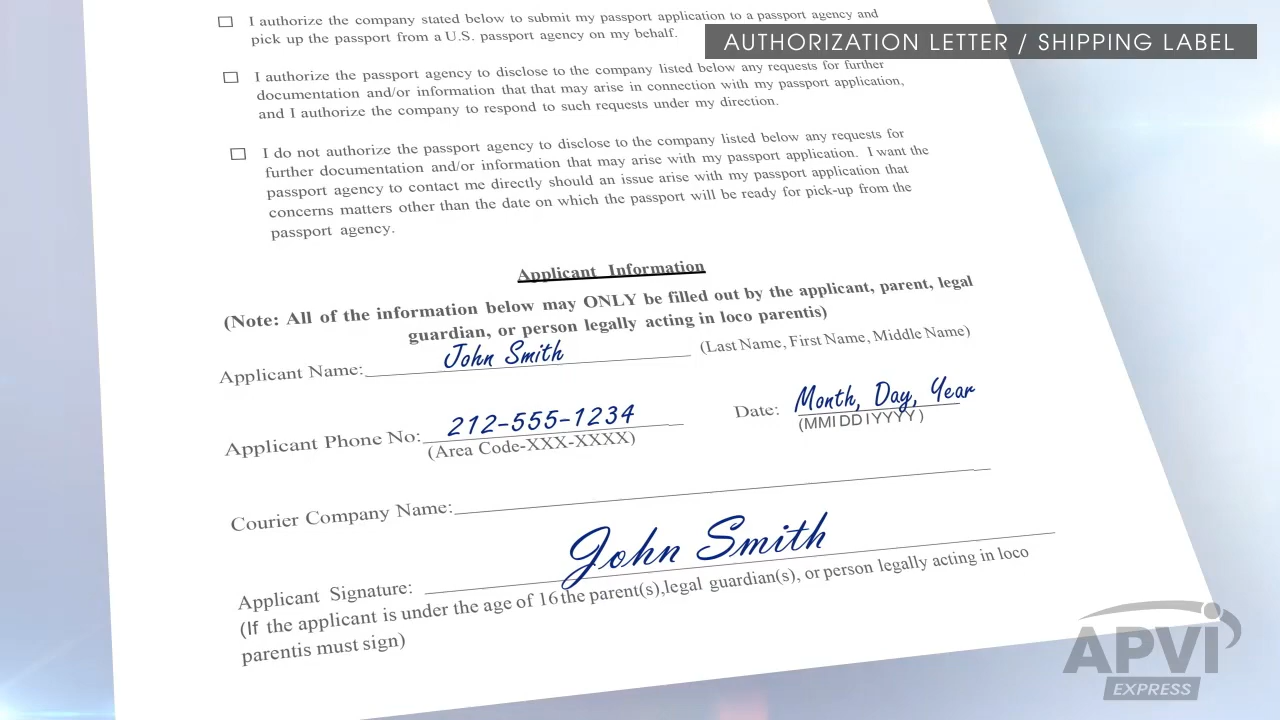 I authorize the company stated below to submit my passport application to a passport agency and
pick up the passport from a U.S. passport agency on my behalf.
AUTHORIZATION LETTER / SHIPPING LABEL
I authorize the passport agency to disclose to the company listed below any requests for further
documentation and/or information that that may arise in connection with my passport application,
and I authorize the company to respond to such requests under my direction.
I do not authorize the passport agency to disclose to the company listed below any requests for
further documentation and/or information that may arise with my passport application. I want the
passport agency to contact me directly should an issue arise with my passport application that
concerns matters other than the date on which the passport will be ready for pick-up from the
passport agency.
Applicant Information
(Note: All of the information below may ONLY be filled out by the applicant, parent, legal
guardian, or person legally acting in loco parentis)
Applicant Name: John Smith (Last Name, First Name, Middle Name)
Applicant Phone No: 212-555-1234 Date: Month, Day, Year
(Area Code-XXX-XXXX) (MMIDDIYYYY)
Courier Company Name:
Applicant Signature: John Smith
(If the applicant is under the age of 16 the parent(s),legal guardian(s), or person legally acting in loco
parentis must sign)
APVI
EXPRESS